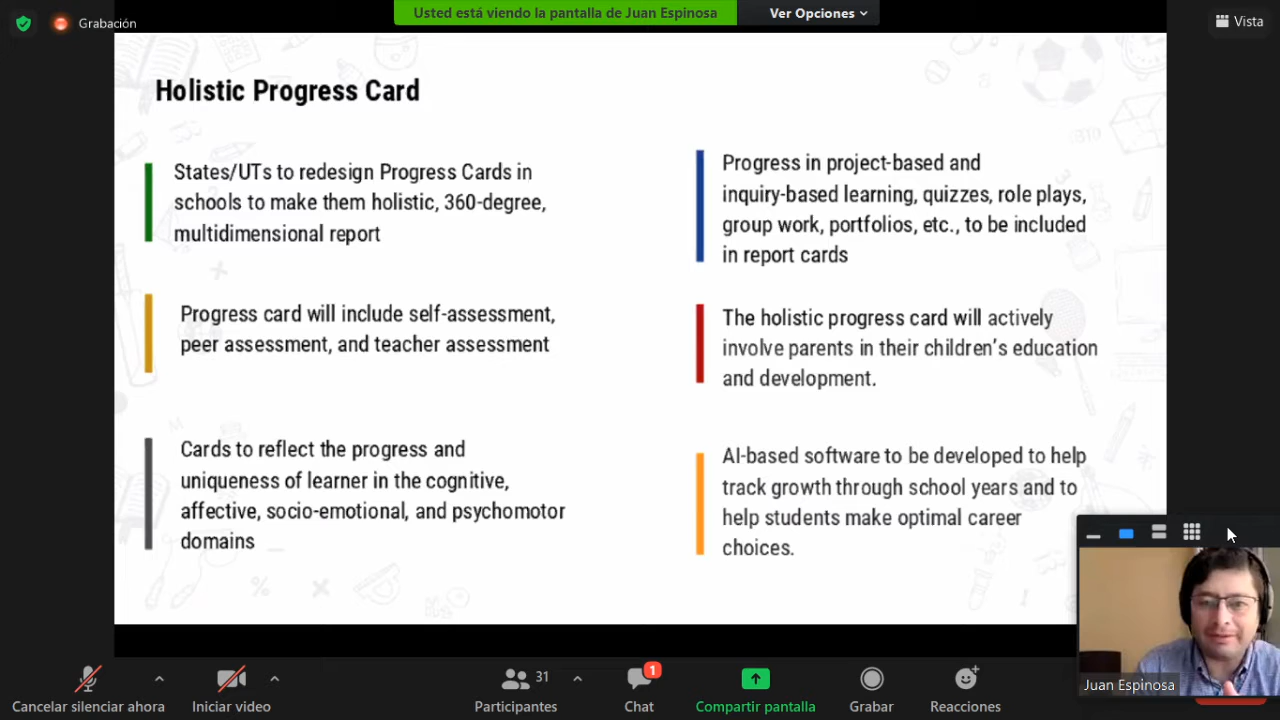 Grabación
Usted está viendo la pantalla de Juan Espinosa
Ver Opciones
Vista
Holistic Progress Card
States/UTs to redesign Progress Cards in
schools to make them holistic, 360-degree,
multidimensional report
Progress card will include self-assessment,
peer assessment, and teacher assessment
Cards to reflect the progress and
uniqueness of learner in the cognitive,
affective, socio-emotional, and psychomotor
domains
Progress in project-based and
inquiry-based learning, quizzes, role plays,
group work, portfolios, etc., to be included
in report cards
The holistic progress card will actively
involve parents in their children’s education
and development.
AI-based software to be developed to help
track growth through school years and to
help students make optimal career
choices.
Juan Espinosa
Cancelar silenciar ahora
Iniciar video
31
Participantes
1
Chat
Compartir pantalla
Grabar
Reacciones